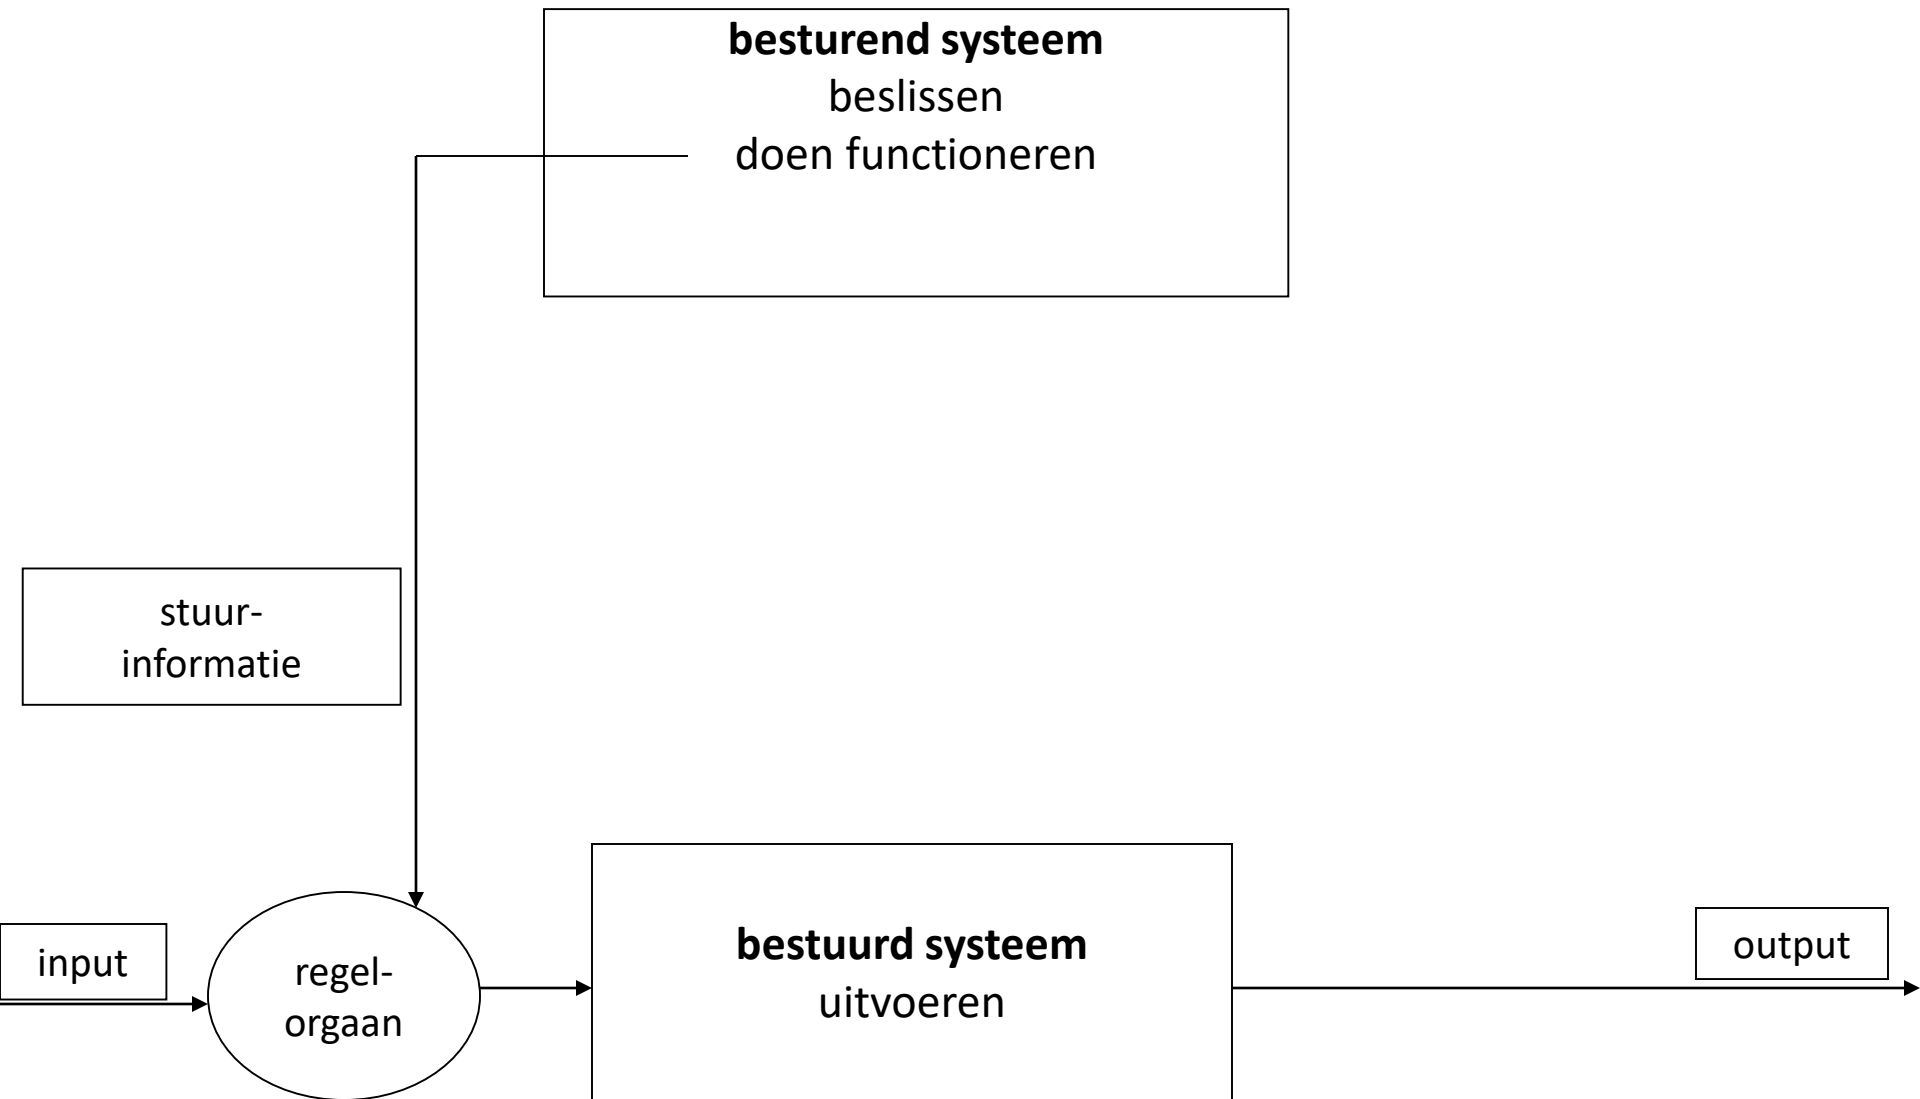 besturend systeem
beslissen
doen functioneren
stuur-
informatie
input
regel-
orgaan
bestuurd systeem
uitvoeren
output